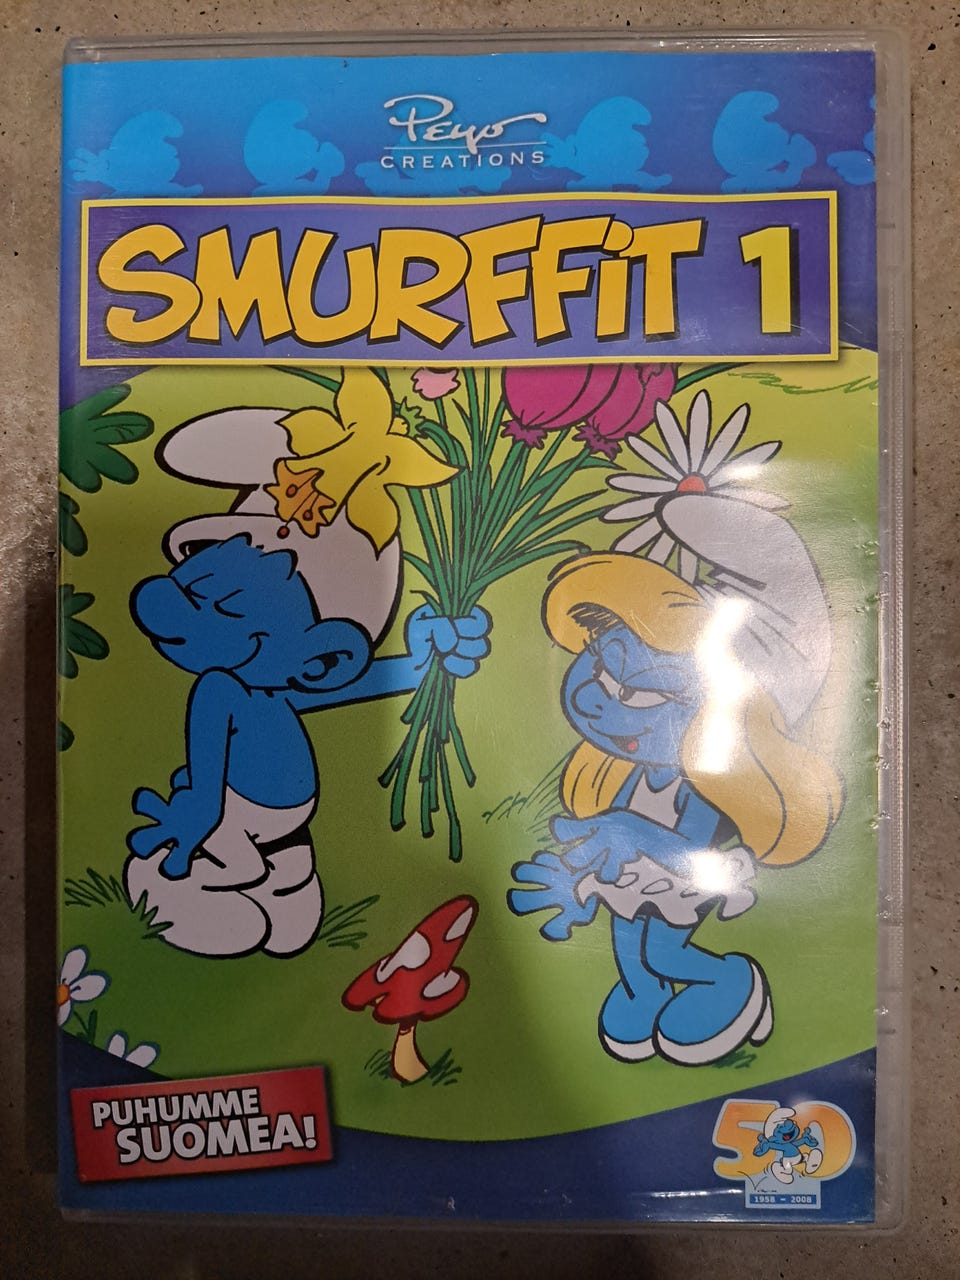 Peyo
CREATIONS
SMURFFiT 1
PUHUMME
SUOMEA!
50
1958 - 2008